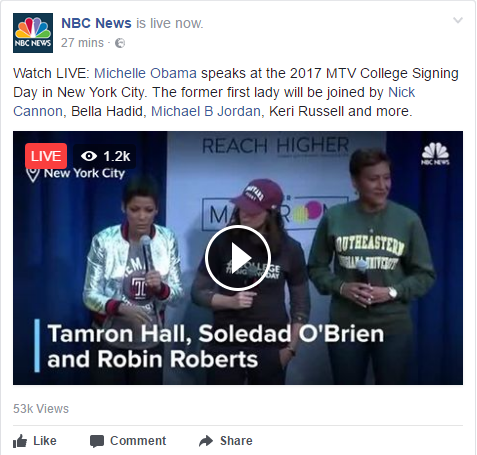 NBC News is live now.
27 mins ·
NBC NEWS
Watch LIVE: Michelle Obama speaks at the 2017 MTV College Signing
Day in New York City. The former first lady will be joined by Nick
Cannon, Bella Hadid, Michael B Jordan, Keri Russell and more.
REACH HIGHER
LIVE 1.2k
NBC NEWS
New York City
SOUTHEASTERN
UNIVERSITY
Tamron Hall, Soledad O'Brien
and Robin Roberts
53k Views
Like Comment Share